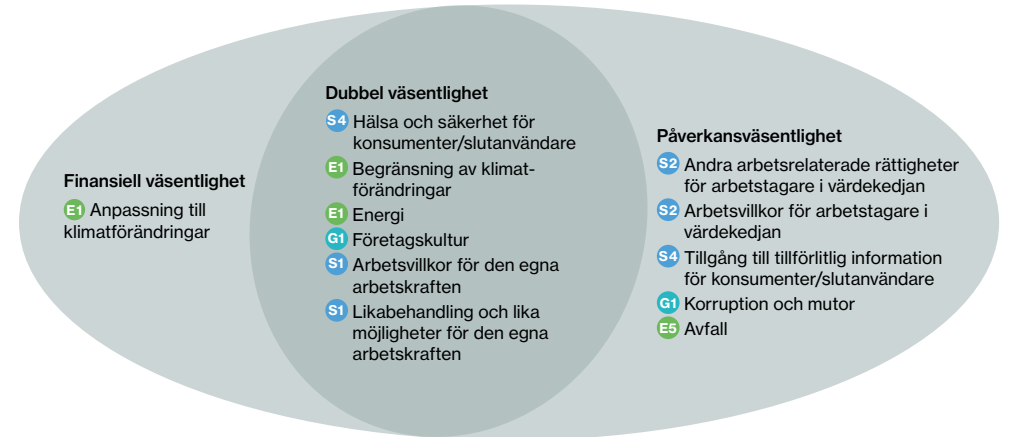 Finansiell väsentlighet
E1 Anpassning till
klimatförändringar
Dubbel väsentlighet
S4 Hälsa och säkerhet för
konsumenter/slutanvändare
E1 Begränsning av klimat-
förändringar
E1 Energi
G1 Företagskultur
S1 Arbetsvillkor för den egna
arbetskraften
S1 Likabehandling och lika
möjligheter för den egna
arbetskraften
Påverkansväsentlighet
S2 Andra arbetsrelaterade rättigheter
för arbetstagare i värdekedjan
S2 Arbetsvillkor för arbetstagare i
värdekedjan
S4 Tillgång till tillförlitlig information
för konsumenter/slutanvändare
G1 Korruption och mutor
E5 Avfall